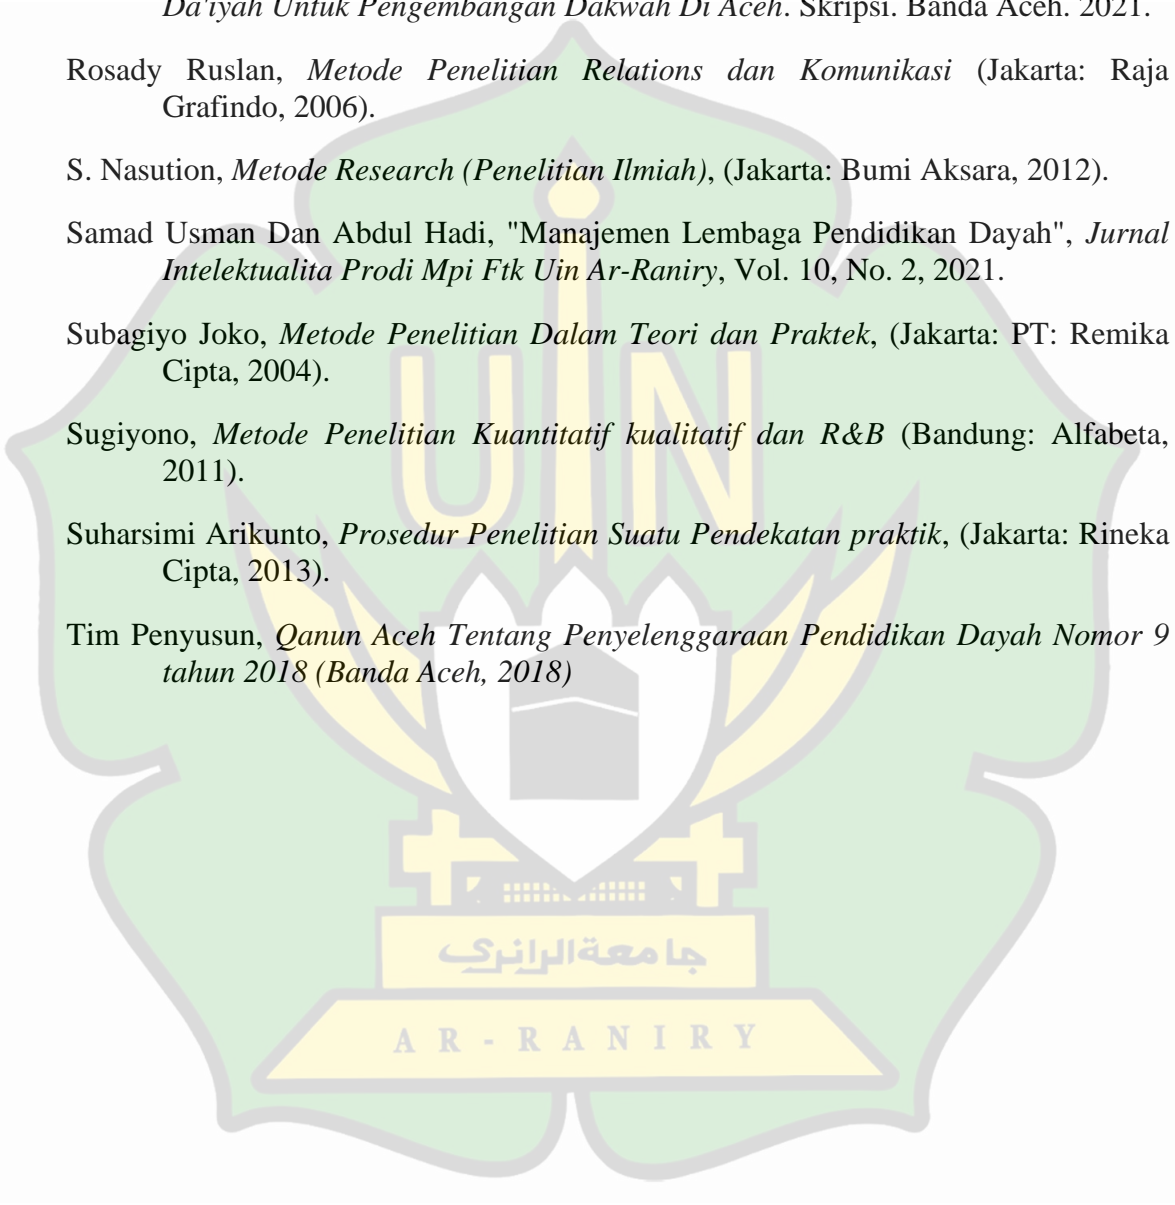 Da'iyah Untuk Pengembangan Dakwah Di Aceh. Skripsi. Banda Aceh. 2021.
Rosady Ruslan, Metode Penelitian Relations dan Komunikasi (Jakarta: Raja
Grafindo, 2006).
S. Nasution, Metode Research (Penelitian Ilmiah), (Jakarta: Bumi Aksara, 2012).
Samad Usman Dan Abdul Hadi, "Manajemen Lembaga Pendidikan Dayah", Jurnal
Intelektualita Prodi Mpi Ftk Uin Ar-Raniry, Vol. 10, No. 2, 2021.
Subagiyo Joko, Metode Penelitian Dalam Teori dan Praktek, (Jakarta: PT: Remika
Cipta, 2004).
Sugiyono, Metode Penelitian Kuantitatif kualitatif dan R&B (Bandung: Alfabeta,
2011).
Suharsimi Arikunto, Prosedur Penelitian Suatu Pendekatan praktik, (Jakarta: Rineka
Cipta, 2013).
Tim Penyusun, Qanun Aceh Tentang Penyelenggaraan Pendidikan Dayah Nomor 9
tahun 2018 (Banda Aceh, 2018)
UIN
جامعةالرانري
AR-RANIRY